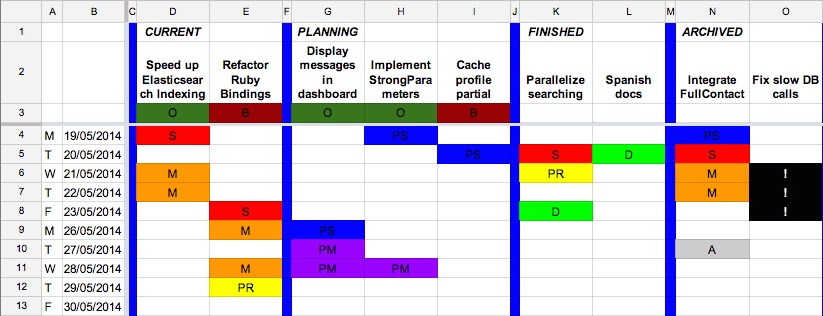 A B C D E F G H I J K L M N O
1 CURRENT PLANNING FINISHED ARCHIVED
2 Speed up Elasticsear ch Indexing Refactor Ruby Bindings Display messages in dashboard Implement StrongPara meters Cache profile partial Parallelize searching Spanish docs Integrate FullContact Fix slow DB calls
3 O B O O B
4 M 19/05/2014 S PS PS
5 T 20/05/2014 PS S D S
6 W 21/05/2014 M PR M !
7 T 22/05/2014 M M !
8 F 23/05/2014 S D !
9 M 26/05/2014 M PS
10 T 27/05/2014 PM A
11 W 28/05/2014 M PM PM
12 T 29/05/2014 PR
13 F 30/05/2014